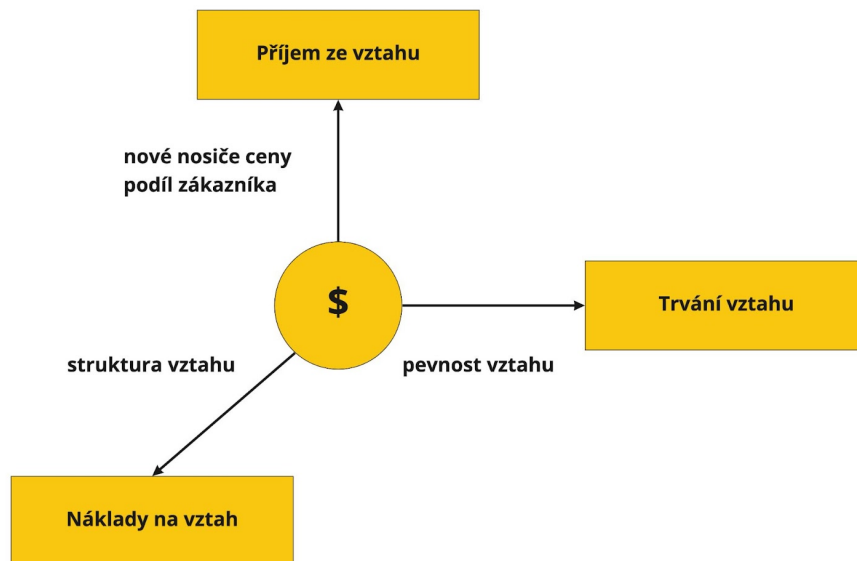 Příjem ze vztahu
nové nosiče ceny
podíl zákazníka
$
Trvání vztahu
struktura vztahu
pevnost vztahu
Náklady na vztah